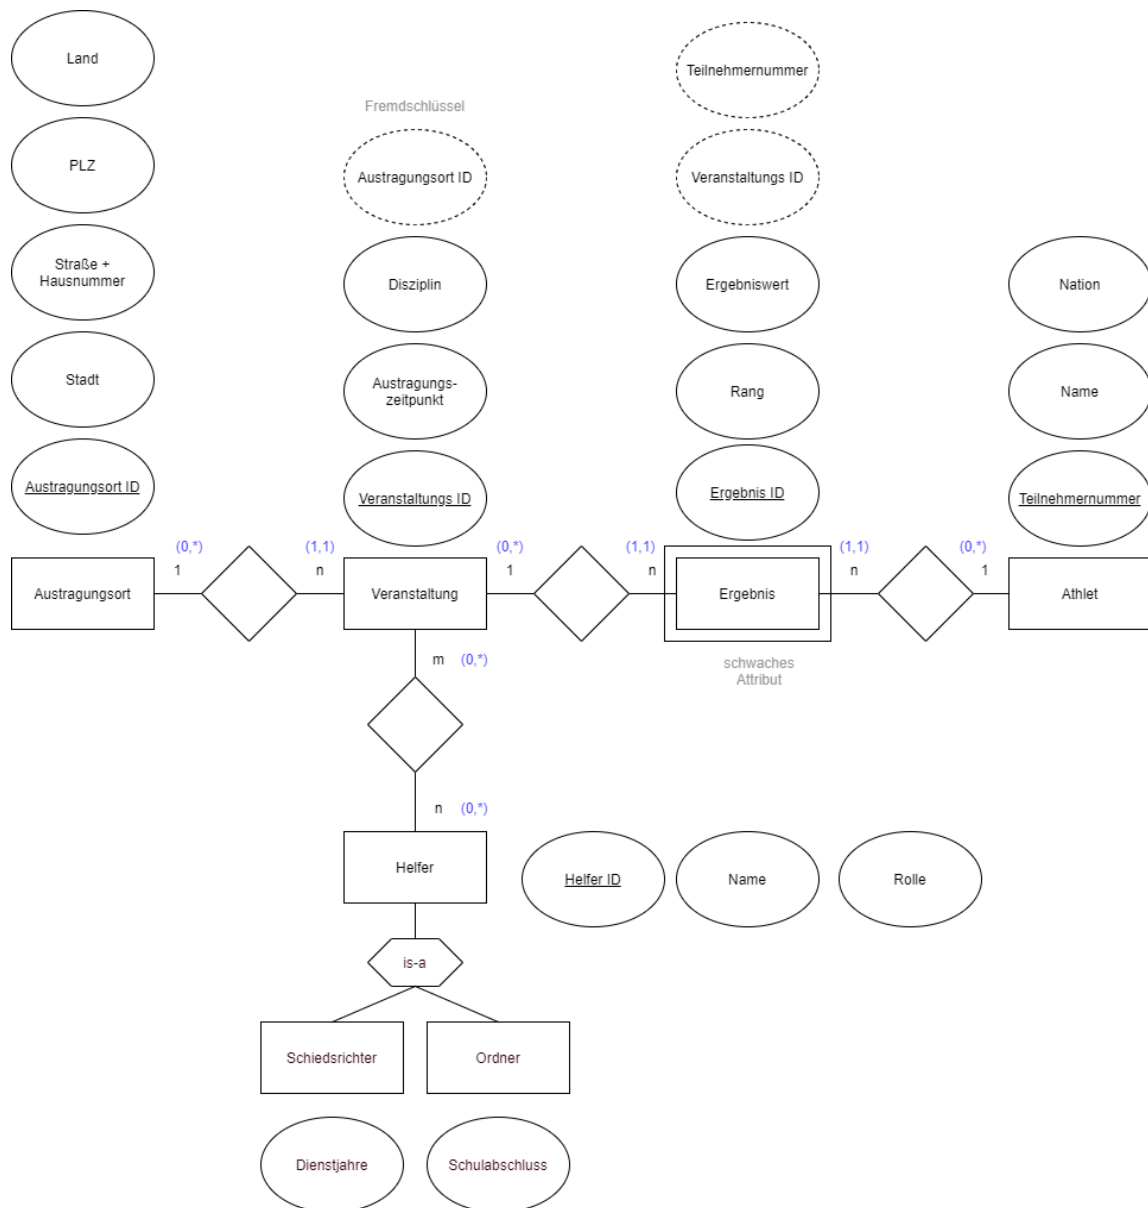 Land
PLZ
Straße +
Hausnummer
Stadt
Austragungsort ID
Fremdschlüssel
Austragungsort ID
Disziplin
Austragungs-
zeitpunkt
Veranstaltungs ID
Teilnehmernummer
Veranstaltungs ID
Ergebniswert
Rang
Ergebnis ID
Nation
Name
Teilnehmernummer
(0,*)
1
(1,1)
n
(0,*)
1
(1,1)
n
(1,1)
n
(0,*)
1
Austragungsort
Veranstaltung
Ergebnis
Athlet
schwaches
Attribut
m (0,*)
n (0,*)
Helfer
Helfer ID
Name
Rolle
is-a
Schiedsrichter
Ordner
Dienstjahre
Schulabschluss